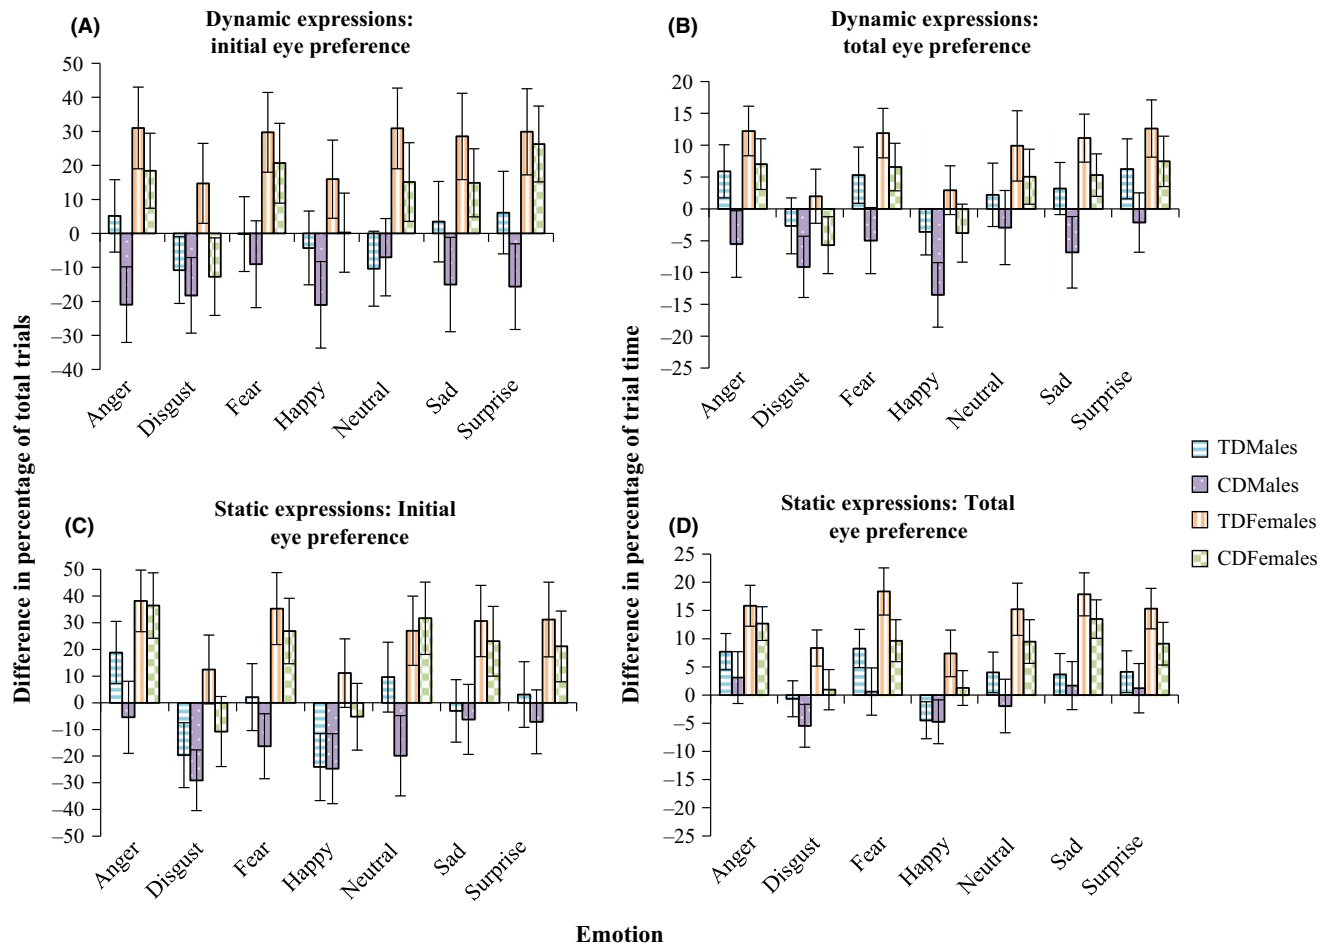 (A)
Dynamic expressions:
initial eye preference
50
40
30
20
10
0
–10
–20
–30
–40
Anger
Disgust
Fear
Happy
Neutral
Sad
Surprise
(B)
Dynamic expressions:
total eye preference
20
15
10
5
0
–5
–10
–15
–20
–25
Anger
Disgust
Fear
Happy
Neutral
Sad
Surprise
Difference in percentage of total trials
Difference in percentage of trial time
TDMales
CDMales
TDFemales
CDFemales
(C)
Static expressions: Initial
eye preference
50
40
30
20
10
0
–10
–20
–30
–40
–50
Anger
Disgust
Fear
Happy
Neutral
Sad
Surprise
(D)
Static expressions: Total
eye preference
25
20
15
10
5
0
–5
–10
–15
–20
–25
Anger
Disgust
Fear
Happy
Neutral
Sad
Surprise
Emotion